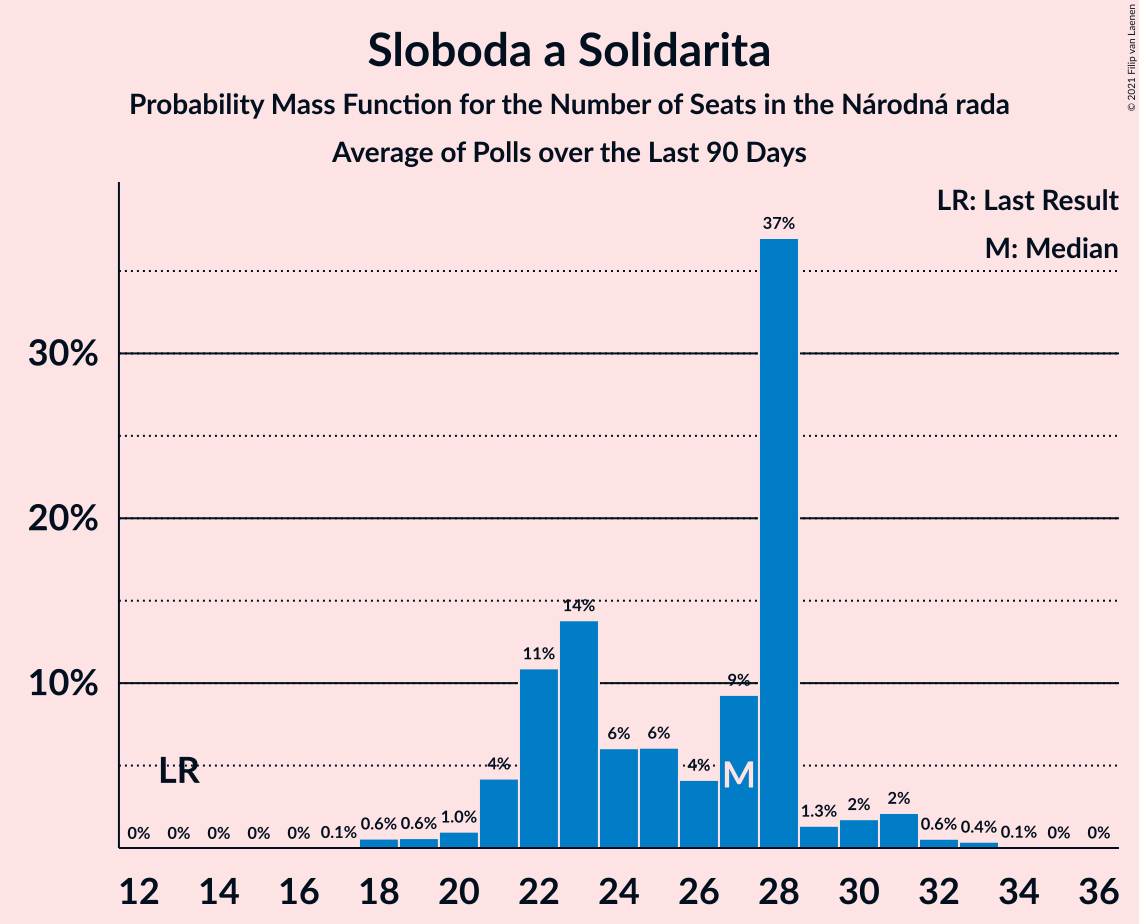 Sloboda a Solidarita
Probability Mass Function for the Number of Seats in the Národná rada
Average of Polls over the Last 90 Days
© 2021 Filip van Laenen
LR: Last Result
M: Median
37%
30%
20%
14%
11%
10%
9%
6% 6%
4% 4%
LR M
0% 0% 0% 0% 0% 0.1% 0.6% 0.6% 1.0% 1.3% 2% 2% 0.6% 0.4% 0.1% 0% 0%
12 14 16 18 20 22 24 26 28 30 32 34 36